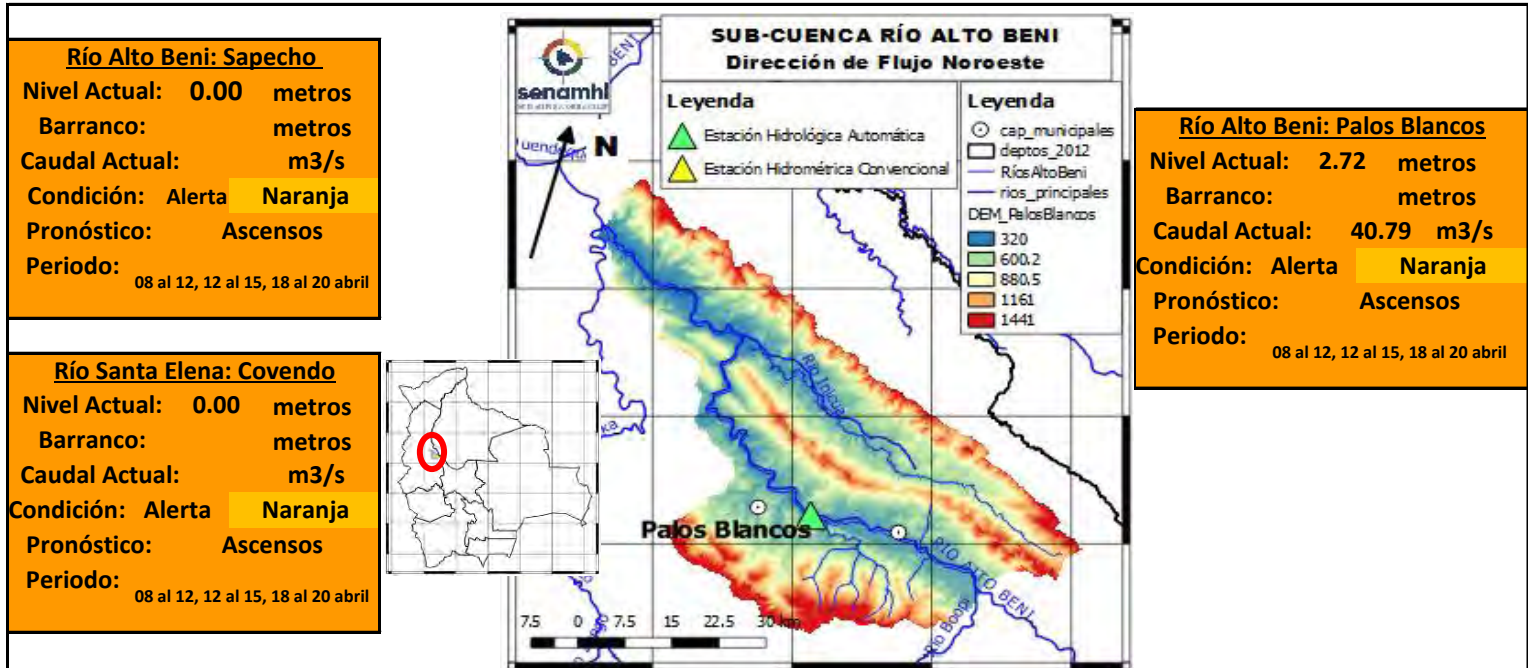 Río Alto Beni: Sapecho
Nivel Actual: 0.00 metros
Barranco: metros
Caudal Actual: m3/s
Condición: Alerta Naranja
Pronóstico: Ascensos
Periodo:
08 al 12, 12 al 15, 18 al 20 abril
Río Santa Elena: Covendo
Nivel Actual: 0.00 metros
Barranco: metros
Caudal Actual: m3/s
Condición: Alerta Naranja
Pronóstico: Ascensos
Periodo:
08 al 12, 12 al 15, 18 al 20 abril
senamhi
BENI
N
SUB-CUENCA RÍO ALTO BENI
Dirección de Flujo Noroeste
Leyenda
Estación Hidrológica Automática
Estación Hidrométrica Convencional
Leyenda
cap_municipales
deptos_2012
RíosAltoBeni
rios_principales
DEM_PalosBlancos
320
600.2
880.5
1161
1441
Río Inicua
Palos Blancos
RÍO ALTO BENI
Río Boopi
7.5 0 7.5 15 22.5 30 km
Río Alto Beni: Palos Blancos
Nivel Actual: 2.72 metros
Barranco: metros
Caudal Actual: 40.79 m3/s
Condición: Alerta Naranja
Pronóstico: Ascensos
Periodo:
08 al 12, 12 al 15, 18 al 20 abril